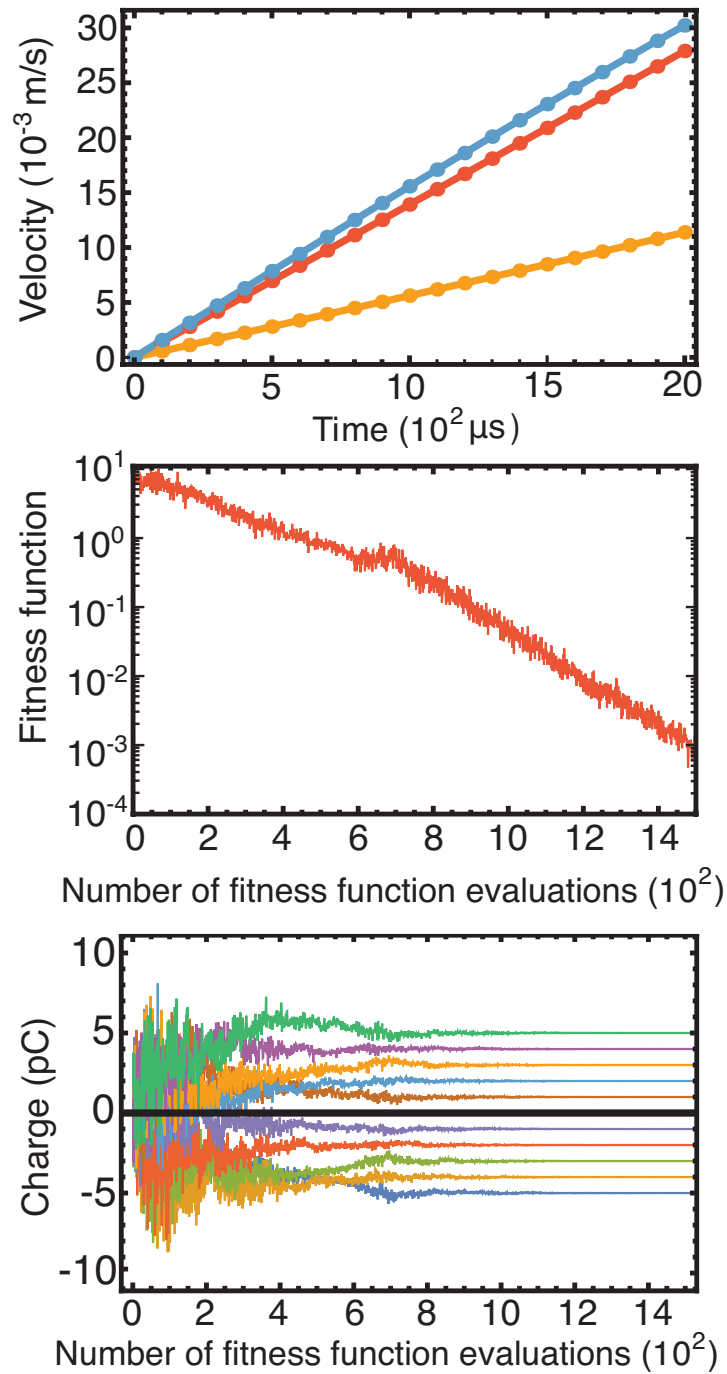 30
25
20
15
10
5
0
Velocity (10⁻³ m/s)
0 5 10 15 20
Time (10² µs)
10¹
10⁰
10⁻¹
10⁻²
10⁻³
10⁻⁴
Fitness function
0 2 4 6 8 10 12 14
Number of fitness function evaluations (10²)
10
5
0
-5
-10
Charge (pC)
0 2 4 6 8 10 12 14
Number of fitness function evaluations (10²)